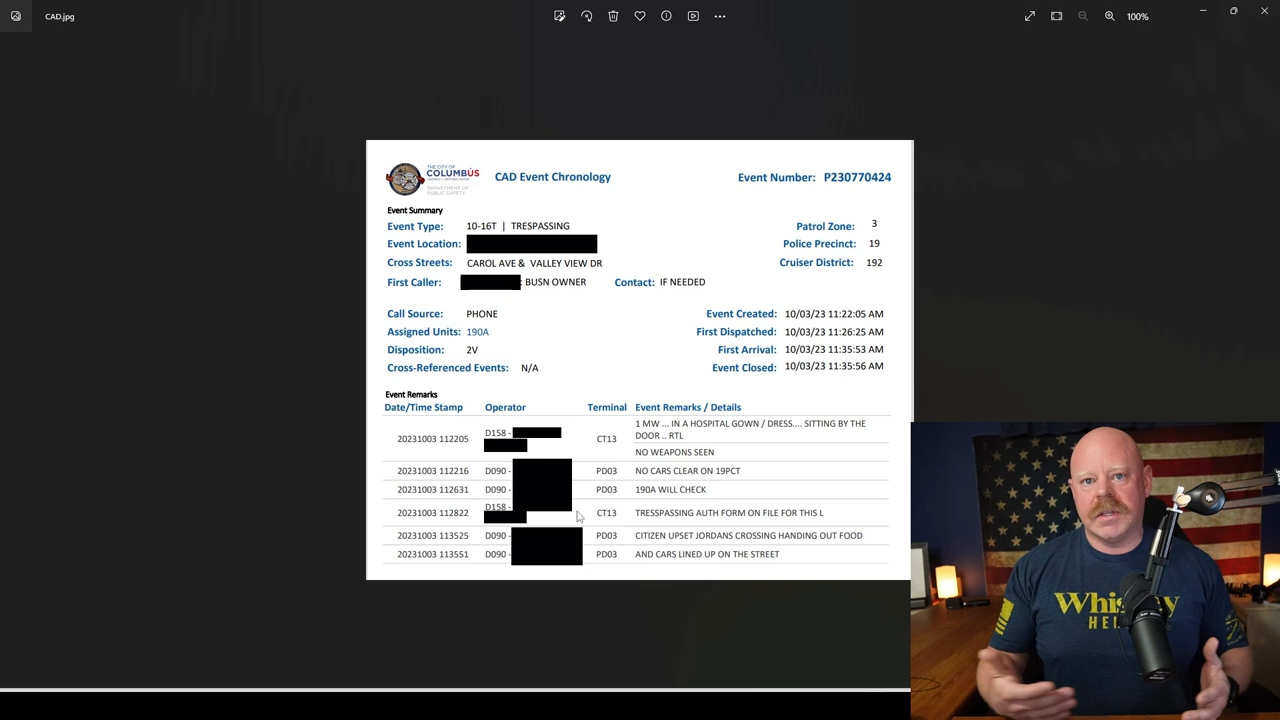 CAD.jpg
100%
THE CITY OF
COLUMBUS
DEPARTMENT OF
PUBLIC SAFETY
CAD Event Chronology
Event Number: P230770424
Event Summary
Event Type: 10-16T | TRESPASSING
Patrol Zone: 3
Event Location:
Police Precinct: 19
Cross Streets: CAROL AVE & VALLEY VIEW DR
Cruiser District: 192
First Caller: : BUSN OWNER Contact: IF NEEDED
Call Source: PHONE
Event Created: 10/03/23 11:22:05 AM
Assigned Units: 190A
First Dispatched: 10/03/23 11:26:25 AM
Disposition: 2V
First Arrival: 10/03/23 11:35:53 AM
Cross-Referenced Events: N/A
Event Closed: 10/03/23 11:35:56 AM
Event Remarks
Date/Time Stamp Operator Terminal Event Remarks / Details
20231003 112205 D158 - CT13 1 MW ... IN A HOSPITAL GOWN / DRESS.... SITTING BY THE
DOOR .. RTL
NO WEAPONS SEEN
20231003 112216 D090 - PD03 NO CARS CLEAR ON 19PCT
20231003 112631 D090 - PD03 190A WILL CHECK
20231003 112822 D158 - CT13 TRESSPASSING AUTH FORM ON FILE FOR THIS L
20231003 113525 D090 - PD03 CITIZEN UPSET JORDANS CROSSING HANDING OUT FOOD
20231003 113551 D090 - PD03 AND CARS LINED UP ON THE STREET